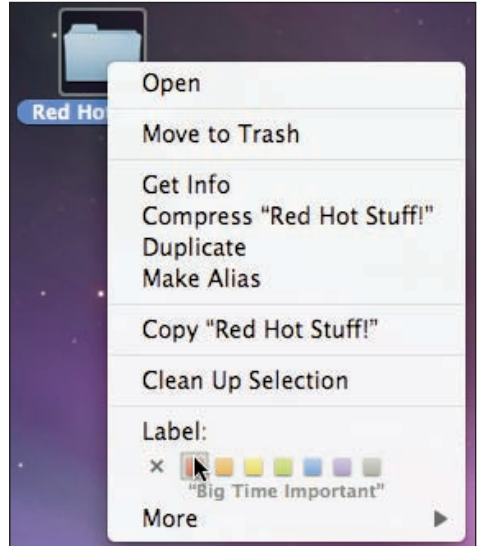 Red Ho
Open
Move to Trash
Get Info
Compress “Red Hot Stuff!”
Duplicate
Make Alias
Copy “Red Hot Stuff!”
Clean Up Selection
Label:
×
“Big Time Important”
More